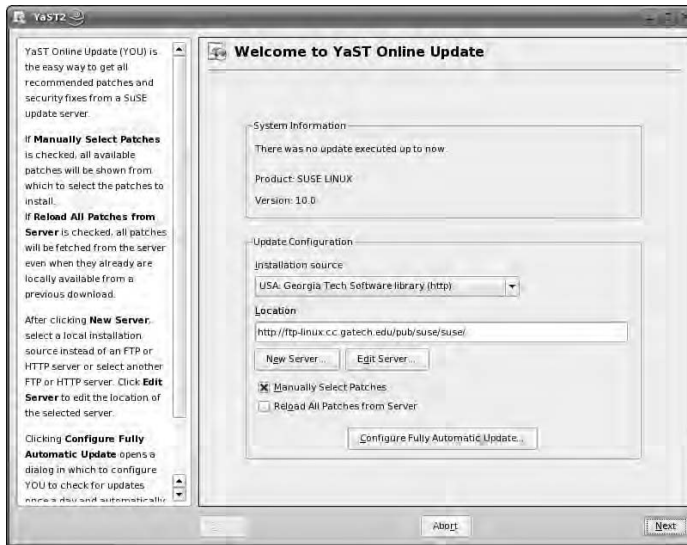 YaST2
YaST Online Update (YOU) is
the easy way to get all
recommended patches and
security fixes from a SuSE
update server.
If Manually Select Patches
is checked, all available
patches will be shown from
which to select the patches to
install.
If Reload All Patches from
Server is checked, all patches
will be fetched from the server
even when they already are
locally available from a
previous download.
After clicking New Server,
select a local installation
source instead of an FTP or
HTTP server or select another
FTP or HTTP server. Click Edit
Server to edit the location of
the selected server.
Clicking Configure Fully
Automatic Update opens a
dialog in which to configure
YOU to check for updates
once a day and automatically
Welcome to YaST Online Update
System Information
There was no update executed up to now.
Product: SUSE LINUX
Version: 10.0
Update Configuration
Installation source
USA: Georgia Tech Software library (http)
Location
http://ftp-linux.cc.gatech.edu/pub/suse/suse/
New Server... Edit Server...
Manually Select Patches
Reload All Patches from Server
Configure Fully Automatic Update...
Abort Next